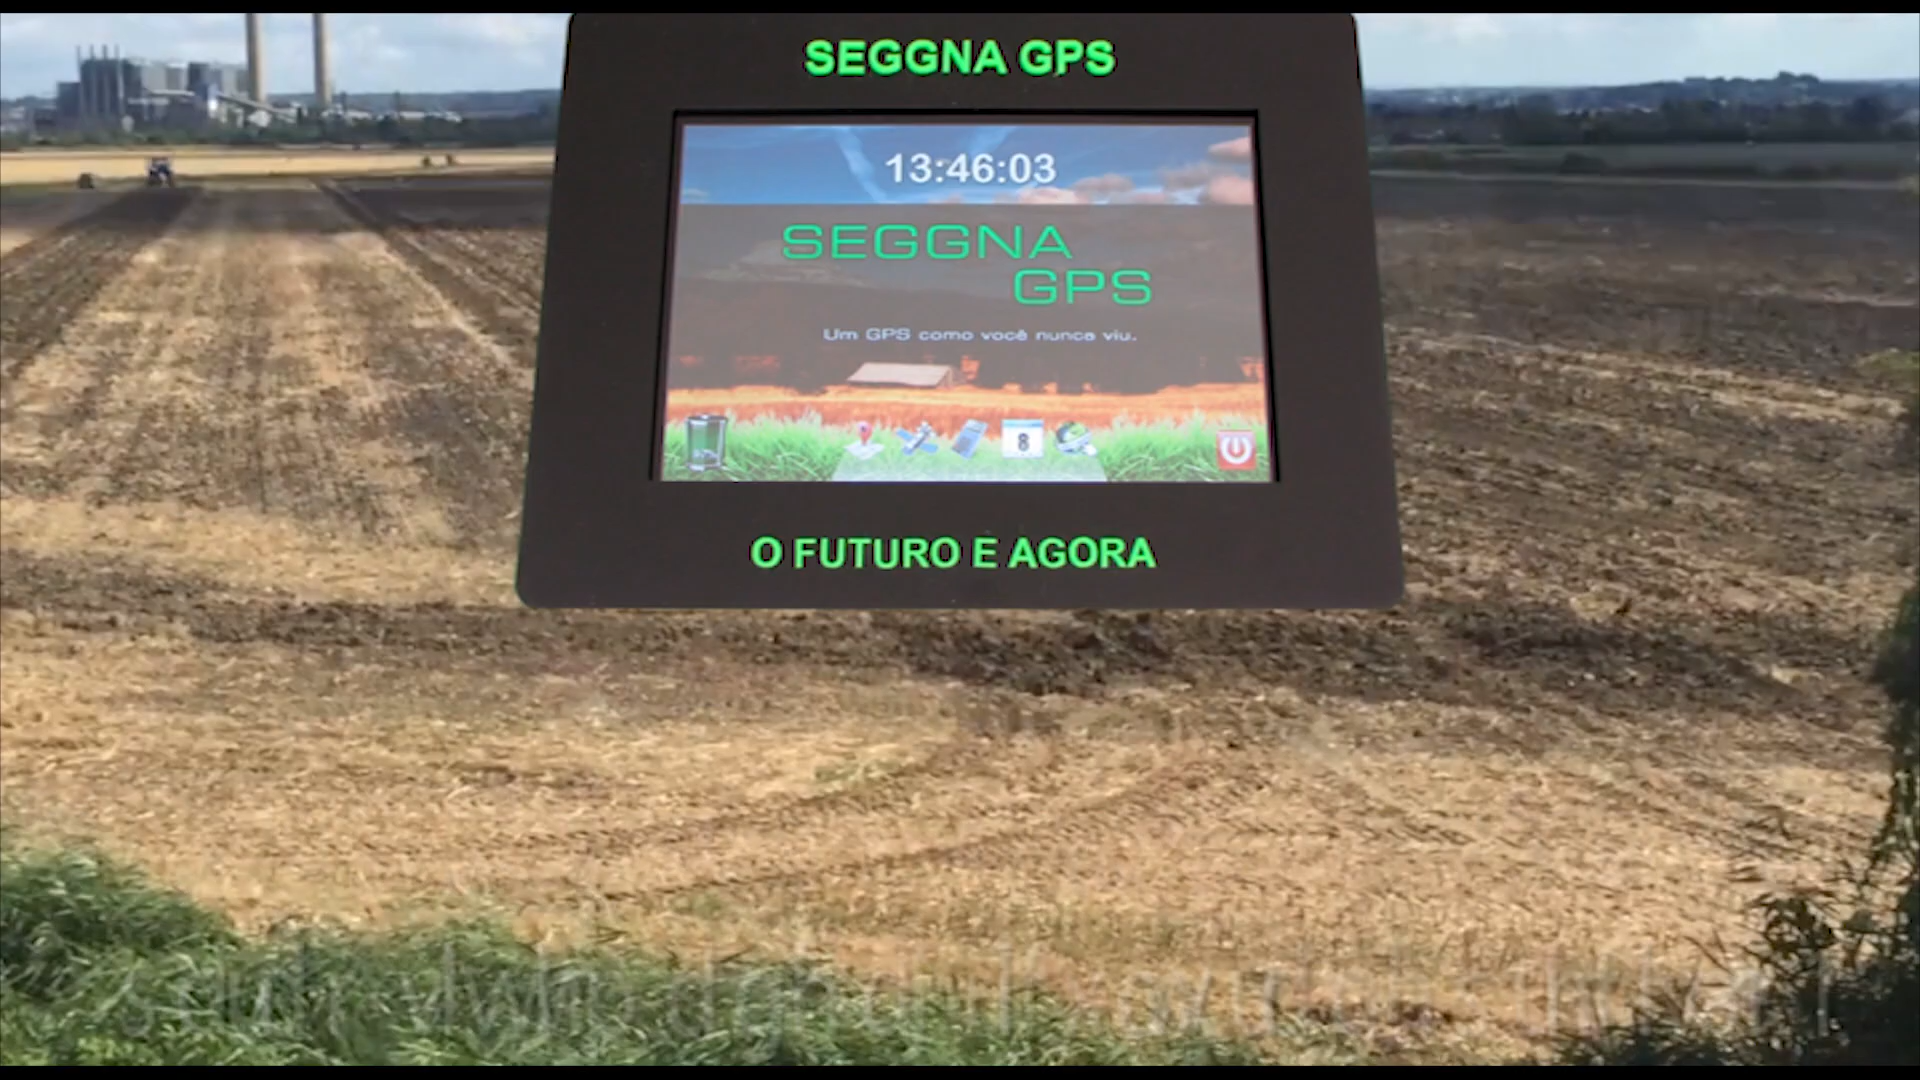 SEGGNA GPS
13:46:03
SEGGNA
GPS
Um GPS como você nunca viu.
8
O FUTURO E AGORA